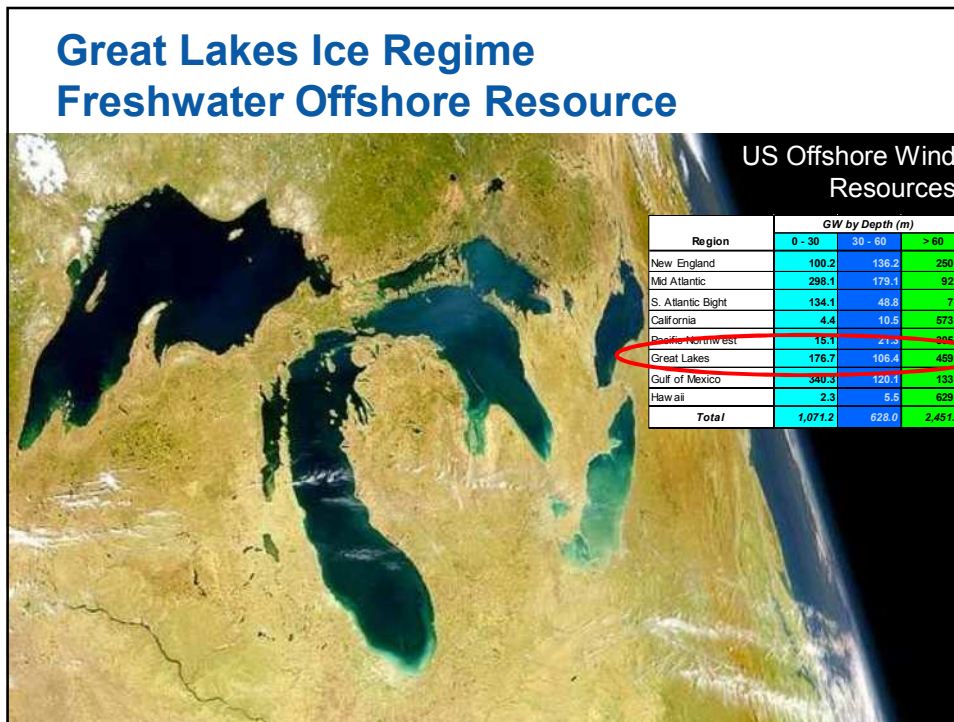 Great Lakes Ice Regime
Freshwater Offshore Resource
US Offshore Wind
Resources
GW by Depth (m)
Region 0 - 30 30 - 60 > 60
New England 100.2 136.2 250
Mid Atlantic 298.1 179.1 92
S. Atlantic Bight 134.1 48.8 7
California 4.4 10.5 573
Pacific Northwest 15.1 21.3
Great Lakes 176.7 106.4 459
Gulf of Mexico 340.3 120.1 133
Hawaii 2.3 5.5 629
Total 1,071.2 628.0 2,451.